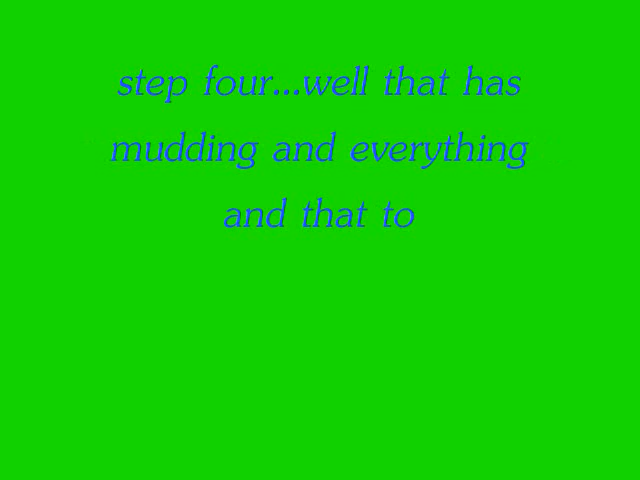 step four...well that has
mudding and everything
and that to